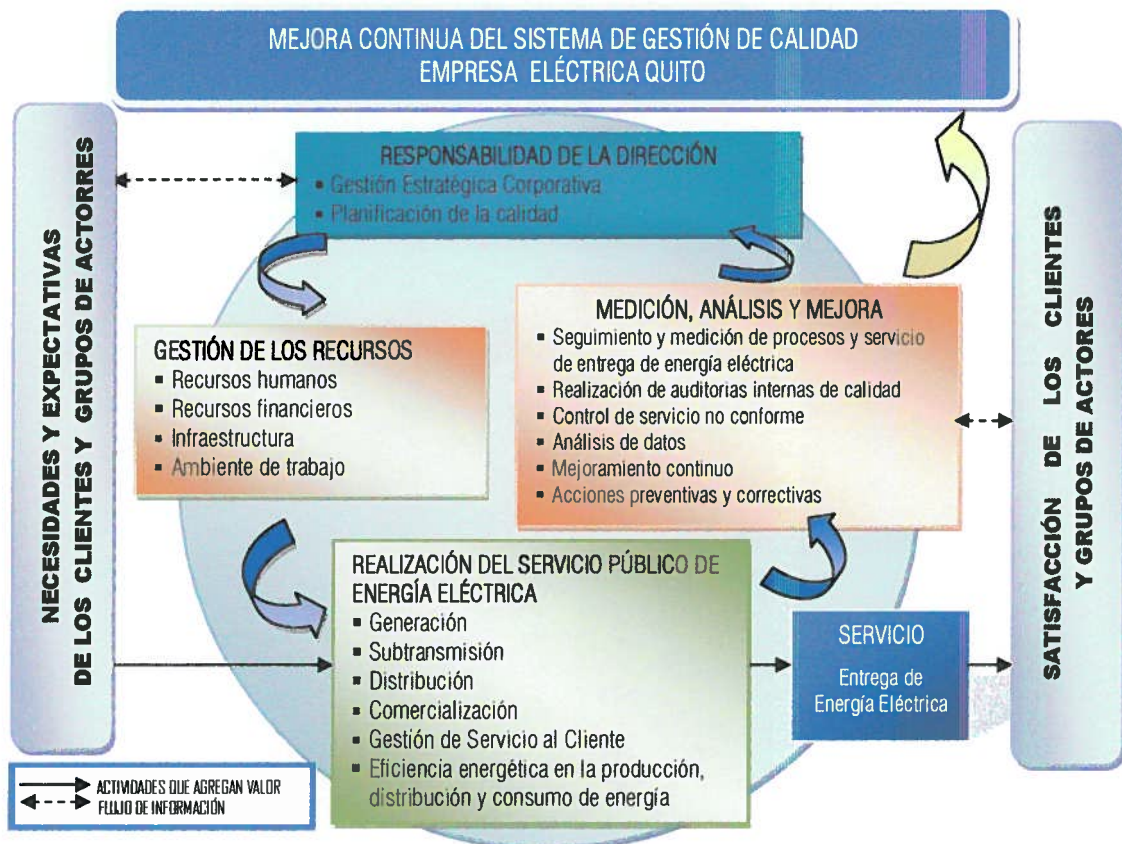 MEJORA CONTINUA DEL SISTEMA DE GESTIÓN DE CALIDAD
EMPRESA ELÉCTRICA QUITO
NECESIDADES Y EXPECTATIVAS
DE LOS CLIENTES Y GRUPOS DE ACTORRES
RESPONSABILIDAD DE LA DIRECCIÓN
▪ Gestión Estratégica Corporativa
▪ Planificación de la calidad
GESTIÓN DE LOS RECURSOS
▪ Recursos humanos
▪ Recursos financieros
▪ Infraestructura
▪ Ambiente de trabajo
MEDICIÓN, ANÁLISIS Y MEJORA
▪ Seguimiento y medición de procesos y servicio
de entrega de energía eléctrica
▪ Realización de auditorias internas de calidad
▪ Control de servicio no conforme
▪ Análisis de datos
▪ Mejoramiento continuo
▪ Acciones preventivas y correctivas
REALIZACIÓN DEL SERVICIO PÚBLICO DE
ENERGÍA ELÉCTRICA
▪ Generación
▪ Subtransmisión
▪ Distribución
▪ Comercialización
▪ Gestión de Servicio al Cliente
▪ Eficiencia energética en la producción,
distribución y consumo de energía
SERVICIO
Entrega de
Energía Eléctrica
SATISFACCIÓN DE LOS CLIENTES
Y GRUPOS DE ACTORES
ACTIVIDADES QUE AGREGAN VALOR
FLUJO DE INFORMACIÓN